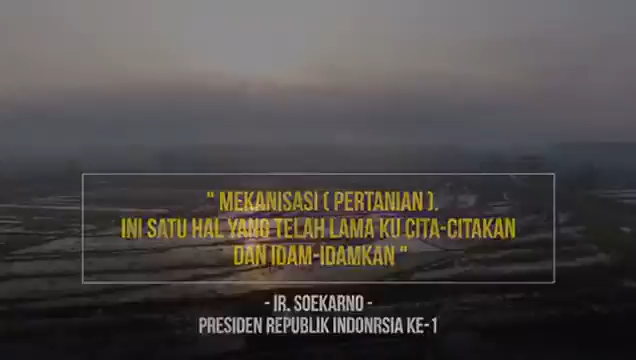 " MEKANISASI ( PERTANIAN ).
INI SATU HAL YANG TELAH LAMA KU CITA-CITAKAN
DAN IDAM-IDAMKAN "
- IR. SOEKARNO -
PRESIDEN REPUBLIK INDONRSIA KE-1